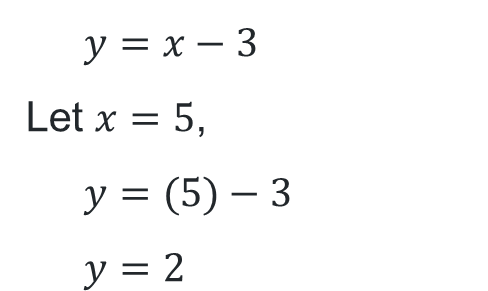 y = x − 3
Let x = 5,
y = (5) − 3
y = 2